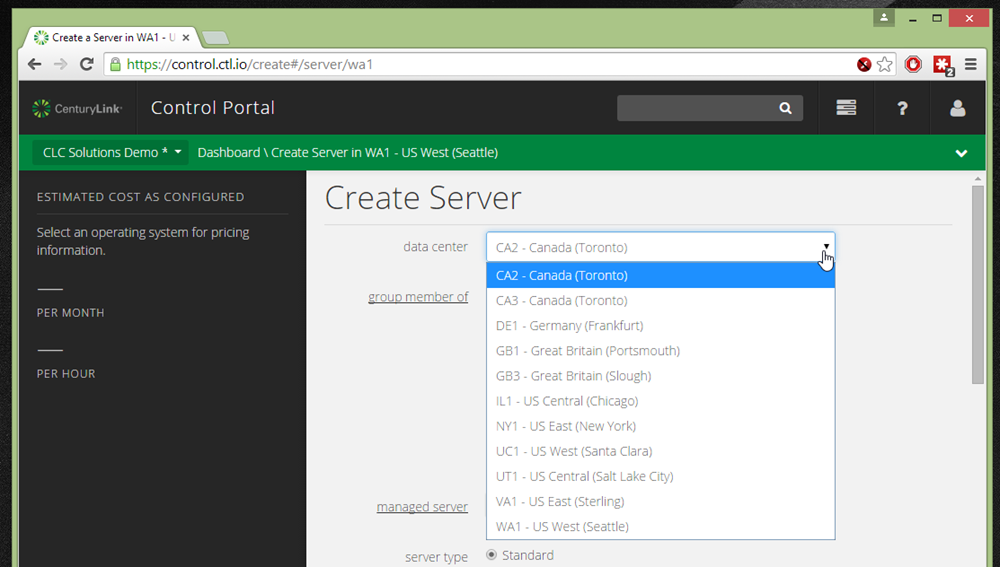 Create a Server in WA1 - U
https://control.ctl.io/create#/server/wa1
2
CenturyLink
Control Portal
?
CLC Solutions Demo *
Dashboard \ Create Server in WA1 - US West (Seattle)
ESTIMATED COST AS CONFIGURED
Select an operating system for pricing
information.
PER MONTH
PER HOUR
Create Server
data center
CA2 - Canada (Toronto)
CA2 - Canada (Toronto)
group member of
CA3 - Canada (Toronto)
DE1 - Germany (Frankfurt)
GB1 - Great Britain (Portsmouth)
GB3 - Great Britain (Slough)
IL1 - US Central (Chicago)
NY1 - US East (New York)
UC1 - US West (Santa Clara)
UT1 - US Central (Salt Lake City)
VA1 - US East (Sterling)
WA1 - US West (Seattle)
managed server
server type
Standard